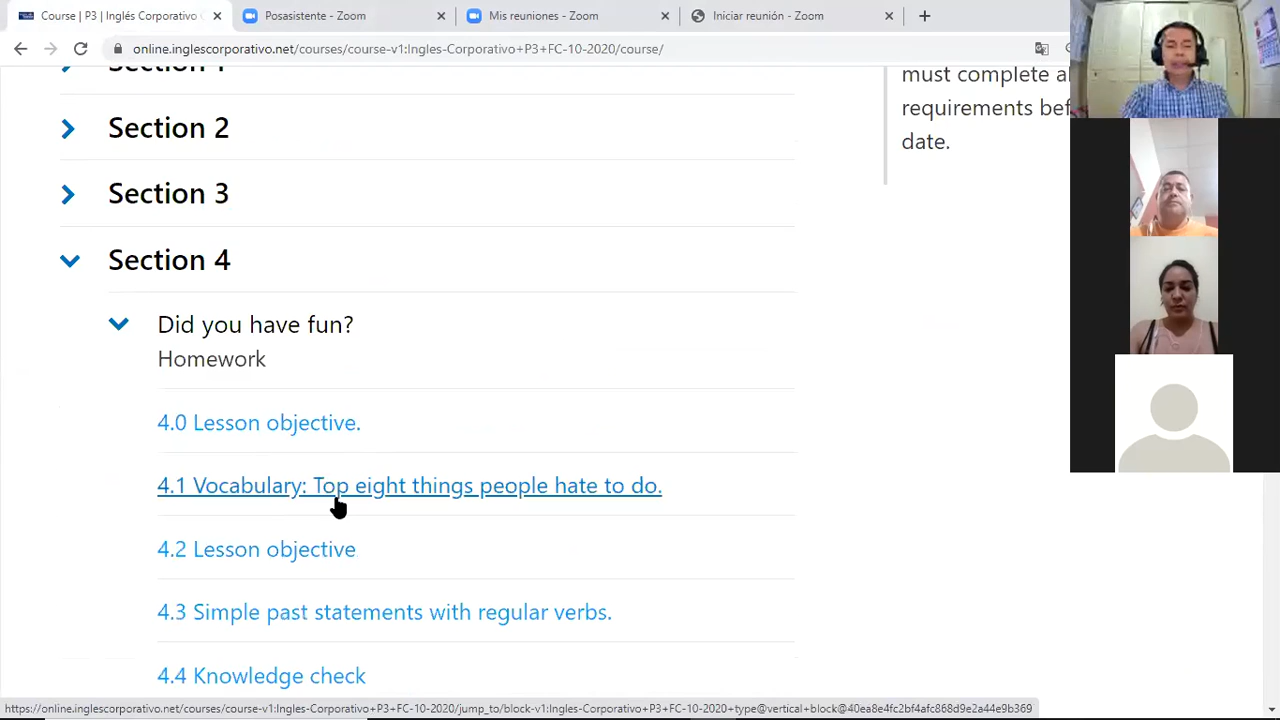 Course | P3 | Inglés Corporativo
Posasistente - Zoom
Mis reuniones - Zoom
Iniciar reunión - Zoom
online.inglescorporativo.net/courses/course-v1:Ingles-Corporativo+P3+FC-10-2020/course/
Section 1
must complete
requirements bef
date.
Section 2
Section 3
Section 4
Did you have fun?
Homework
4.0 Lesson objective.
4.1 Vocabulary: Top eight things people hate to do.
4.2 Lesson objective
4.3 Simple past statements with regular verbs.
4.4 Knowledge check
https://online.inglescorporativo.net/courses/course-v1:Ingles-Corporativo+P3+FC-10-2020/jump_to/block-v1:Ingles-Corporativo+P3+FC-10-2020+type@vertical+block@40ea8e4fc2bf4afc868d9e2a44e9b369